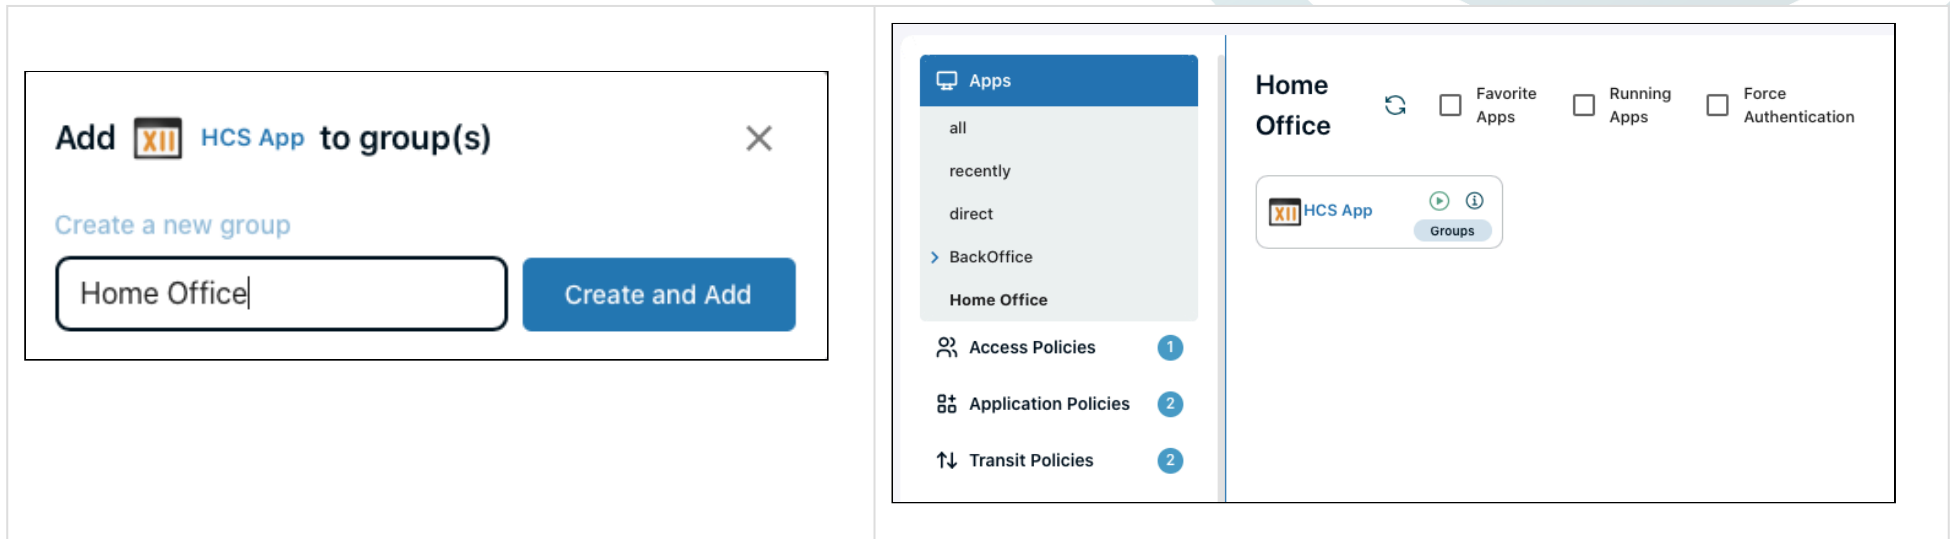 Add XII HCS App to group(s)
Create a new group
Home Office
Create and Add
Apps
all
recently
direct
BackOffice
Home Office
Access Policies 1
Application Policies 2
Transit Policies 2
Home
Office
Favorite
Apps
Running
Apps
Force
Authentication
XII HCS App
Groups